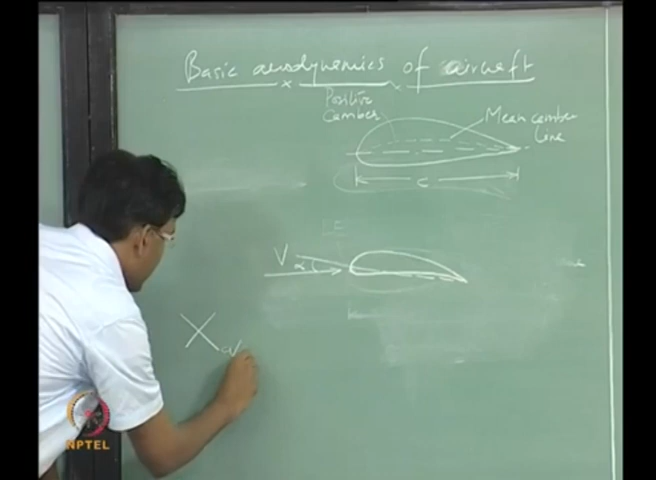 Basic aerodynamics of aircraft
Positive
camber
Mean camber
line
c
V
α
X
NPTEL